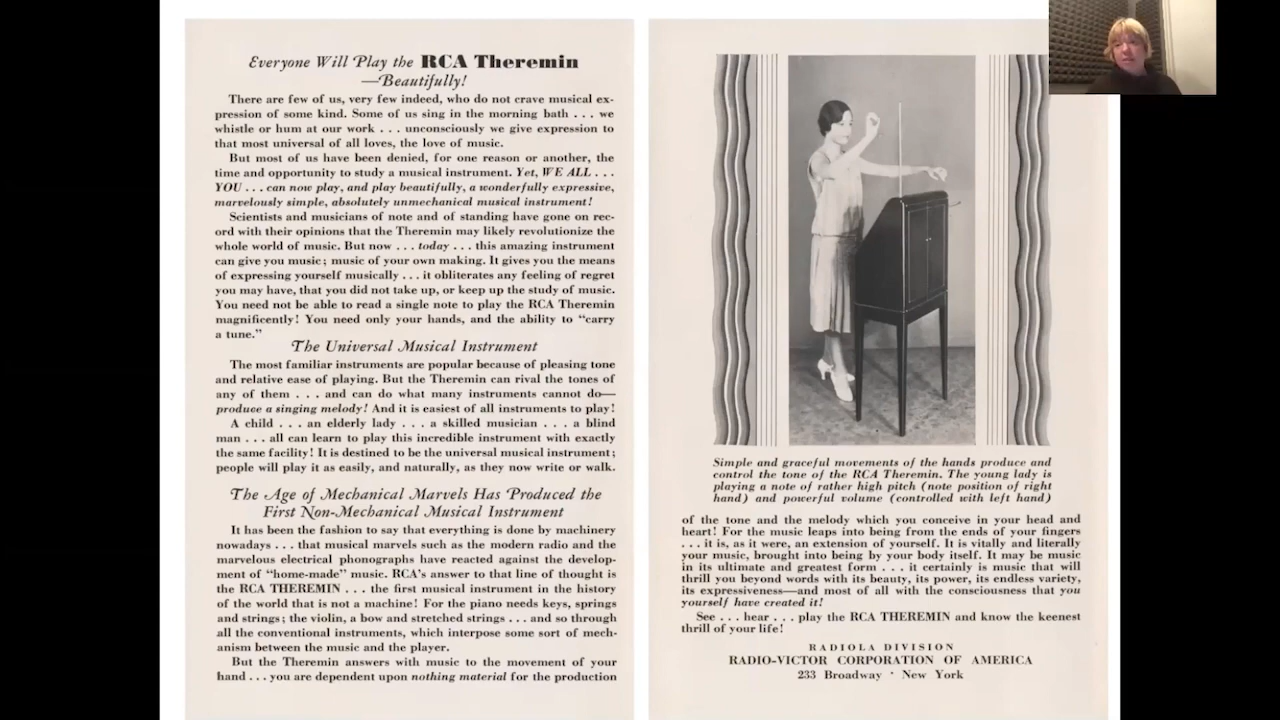 Everyone Will Play the RCA Theremin
—Beautifully!
There are few of us, very few indeed, who do not crave musical ex-
pression of some kind. Some of us sing in the morning bath . . . we
whistle or hum at our work . . . unconsciously we give expression to
that most universal of all loves, the love of music.
But most of us have been denied, for one reason or another, the
time and opportunity to study a musical instrument. Yet, WE ALL . . .
YOU . . . can now play, and play beautifully, a wonderfully expressive,
marvelously simple, absolutely unmechanical musical instrument!
Scientists and musicians of note and of standing have gone on rec-
ord with their opinions that the Theremin may likely revolutionize the
whole world of music. But now . . . today . . . this amazing instrument
can give you music; music of your own making. It gives you the means
of expressing yourself musically . . . it obliterates any feeling of regret
you may have, that you did not take up, or keep up the study of music.
You need not be able to read a single note to play the RCA Theremin
magnificently! You need only your hands, and the ability to “carry
a tune.”
The Universal Musical Instrument
The most familiar instruments are popular because of pleasing tone
and relative ease of playing. But the Theremin can rival the tones of
any of them . . . and can do what many instruments cannot do—
produce a singing melody! And it is easiest of all instruments to play!
A child . . . an elderly lady . . . a skilled musician . . . a blind
man . . . all can learn to play this incredible instrument with exactly
the same facility! It is destined to be the universal musical instrument;
people will play it as easily, and naturally, as they now write or walk.
The Age of Mechanical Marvels Has Produced the
First Non-Mechanical Musical Instrument
It has been the fashion to say that everything is done by machinery
nowadays . . . that musical marvels such as the modern radio and the
marvelous electrical phonographs have reacted against the develop-
ment of “home-made” music. RCA’s answer to that line of thought is
the RCA THEREMIN . . . the first musical instrument in the history
of the world that is not a machine! For the piano needs keys, springs
and strings; the violin, a bow and stretched strings . . . and so through
all the conventional instruments, which interpose some sort of mech-
anism between the music and the player.
But the Theremin answers with music to the movement of your
hand . . . you are dependent upon nothing material for the production
Simple and graceful movements of the hands produce and
control the tone of the RCA Theremin. The young lady is
playing a note of rather high pitch (note position of right
hand) and powerful volume (controlled with left hand)
of the tone and the melody which you conceive in your head and
heart! For the music leaps into being from the ends of your fingers
. . . it is, as it were, an extension of yourself. It is vitally and literally
your music, brought into being by your body itself. It may be music
in its ultimate and greatest form . . . it certainly is music that will
thrill you beyond words with its beauty, its power, its endless variety,
its expressiveness—and most of all with the consciousness that you
yourself have created it!
See . . . hear . . . play the RCA THEREMIN and know the keenest
thrill of your life!
RADIOLA DIVISION
RADIO-VICTOR CORPORATION OF AMERICA
233 Broadway · New York